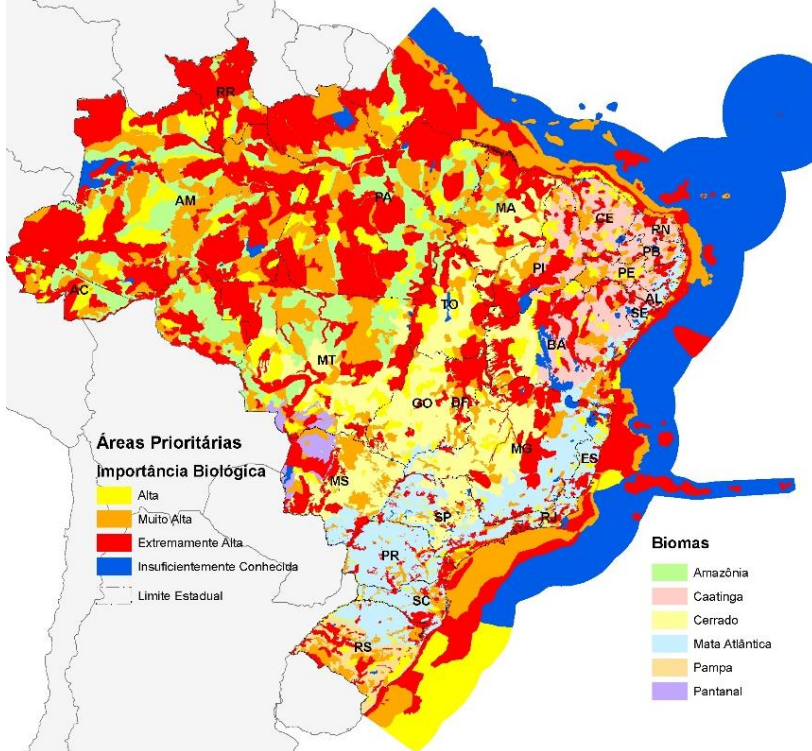 RR
AM
PA
MA
CE
RN
PB
PI
PE
AC
TO
AL
SE
BA
MT
GO
DF
Áreas Prioritárias
Importância Biológica
Alta
Muito Alta
Extremamente Alta
Insuficientemente Conhecida
Limite Estadual
MG
ES
MS
SP
RJ
PR
SC
RS
Biomas
Amazônia
Caatinga
Cerrado
Mata Atlântica
Pampa
Pantanal